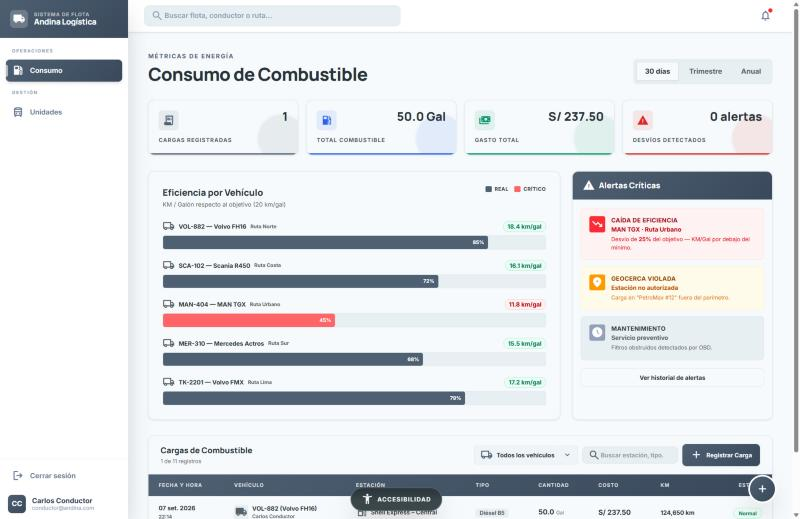 SISTEMA DE FLOTA
Andina Logística
Buscar flota, conductor o ruta...
OPERACIONES
Consumo
GESTIÓN
Unidades
Cerrar sesión
CC
Carlos Conductor
conductor@andina.com
MÉTRICAS DE ENERGÍA
Consumo de Combustible
30 días
Trimestre
Anual
1
CARGAS REGISTRADAS
50.0 Gal
TOTAL COMBUSTIBLE
S/ 237.50
GASTO TOTAL
0 alertas
DESVÍOS DETECTADOS
Eficiencia por Vehículo
KM / Galón respecto al objetivo (20 km/gal)
REAL
CRÍTICO
VOL-882 — Volvo FH16 Ruta Norte
18.4 km/gal
85%
SCA-102 — Scania R450 Ruta Costa
16.1 km/gal
72%
MAN-404 — MAN TGX Ruta Urbano
11.8 km/gal
45%
MER-310 — Mercedes Actros Ruta Sur
15.5 km/gal
68%
TK-2201 — Volvo FMX Ruta Lima
17.2 km/gal
79%
Alertas Críticas
CAÍDA DE EFICIENCIA
MAN TGX · Ruta Urbano
Desvío de 25% del objetivo — KM/Gal por debajo del
mínimo.
GEOCERCA VIOLADA
Estación no autorizada
Carga en "PetroMax #12" fuera del perímetro.
MANTENIMIENTO
Servicio preventivo
Filtros obstruidos detectados por OBD.
Ver historial de alertas
Cargas de Combustible
1 de 11 registros
Todos los vehículos
Buscar estación, tipo.
Registrar Carga
FECHA Y HORA
VEHÍCULO
ESTACIÓN
TIPO
CANTIDAD
COSTO
KM
EST
07 set. 2026
22:14
VOL-882 (Volvo FH16)
Carlos Conductor
Shell Express – Central
Diésel B5
50.0 Gal
S/ 237.50
124,650 km
Normal
ACCESIBILIDAD